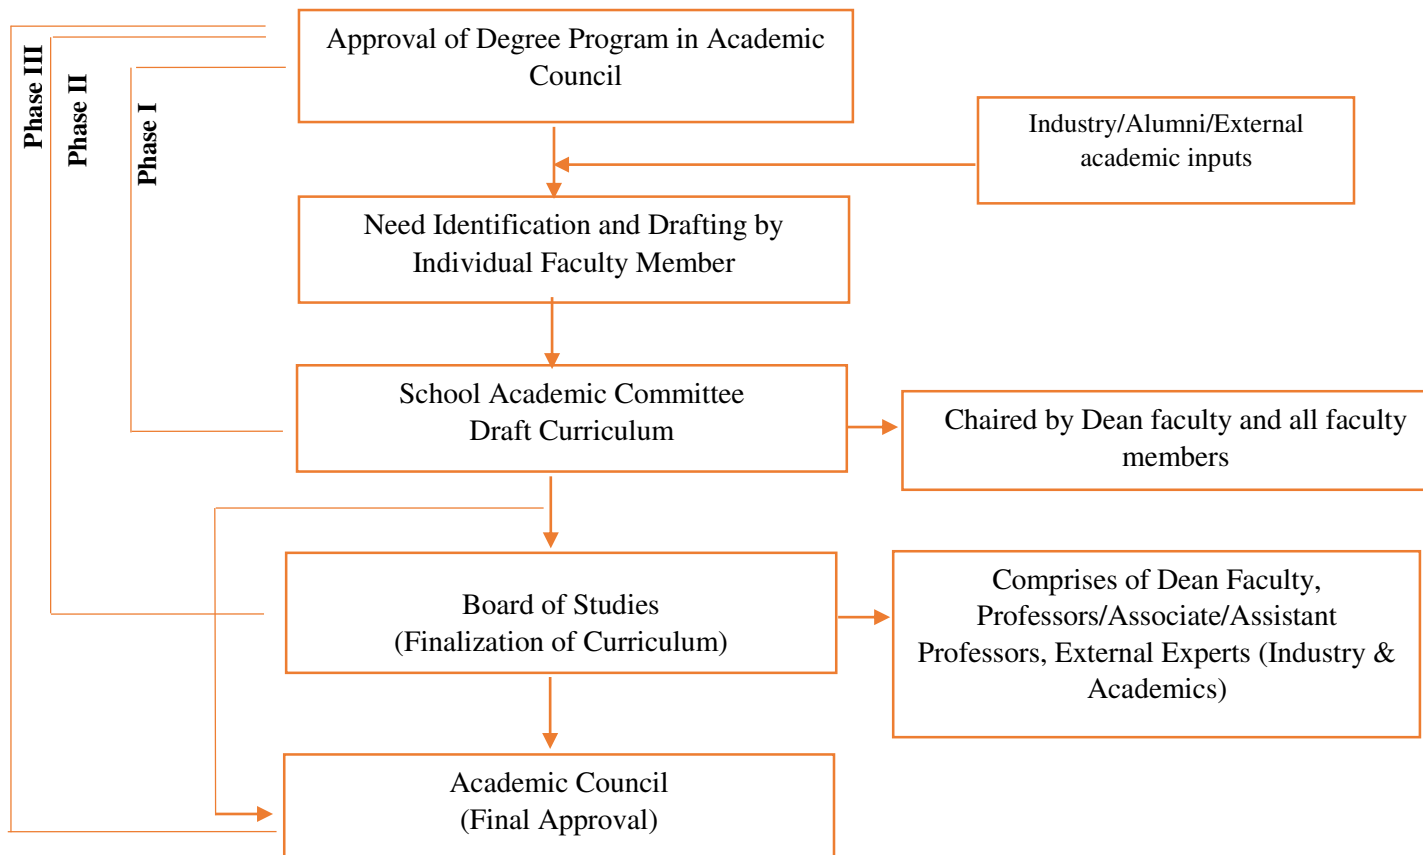 Approval of Degree Program in Academic
Council
Phase III
Phase II
Phase I
Industry/Alumni/External
academic inputs
Need Identification and Drafting by
Individual Faculty Member
School Academic Committee
Draft Curriculum
Chaired by Dean faculty and all faculty
members
Board of Studies
(Finalization of Curriculum)
Comprises of Dean Faculty,
Professors/Associate/Assistant
Professors, External Experts (Industry &
Academics)
Academic Council
(Final Approval)